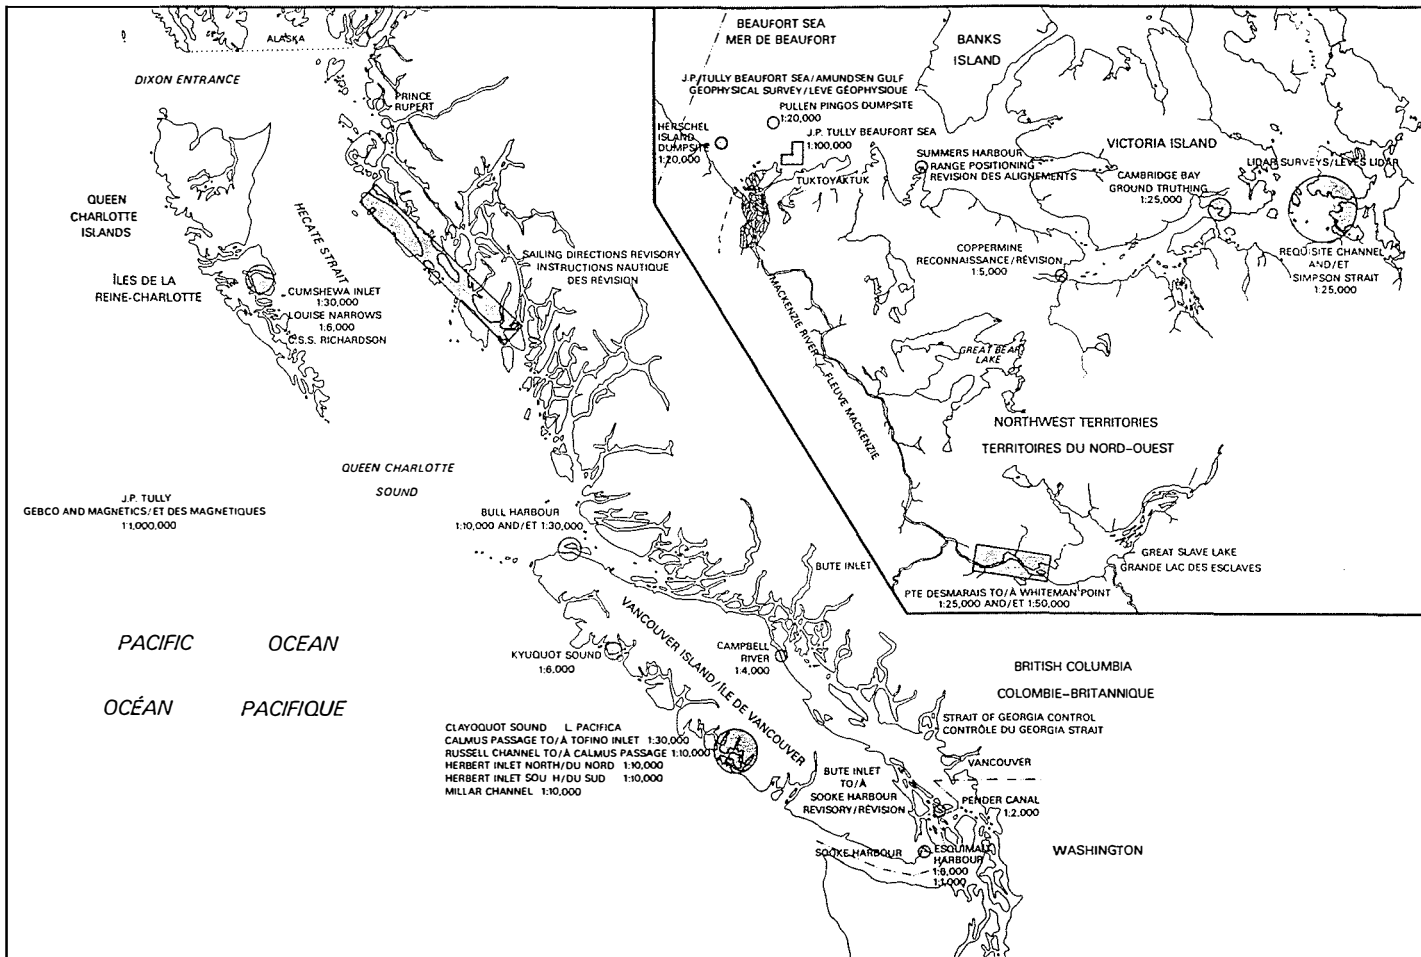 ALASKA
DIXON ENTRANCE
PRINCE
RUPERT
QUEEN
CHARLOTTE
ISLANDS
ÎLES DE LA
REINE-CHARLOTTE
HECATE STRAIT
CUMSHEWA INLET
1:30,000
LOUISE NARROWS
1:6,000
C.S.S. RICHARDSON
SAILING DIRECTIONS REVISORY
INSTRUCTIONS NAUTIQUE
DES RÉVISION
QUEEN CHARLOTTE
SOUND
J.P. TULLY
GEBCO AND MAGNETICS/ET DES MAGNETIQUES
1:1,000,000
BULL HARBOUR
1:10,000 AND/ET 1:30,000
BUTE INLET
PACIFIC OCEAN
OCÉAN PACIFIQUE
KYUQUOT SOUND
1:6,000
VANCOUVER ISLAND/ÎLE DE VANCOUVER
CAMPBELL
RIVER
1:4,000
CLAYOQUOT SOUND L. PACIFICA
CALMUS PASSAGE TO/À TOFINO INLET 1:30,000
RUSSELL CHANNEL TO/À CALMUS PASSAGE 1:10,000
HERBERT INLET NORTH/DU NORD 1:10,000
HERBERT INLET SOU H/DU SUD 1:10,000
MILLAR CHANNEL 1:10,000
BUTE INLET
TO/À
SOOKE HARBOUR
REVISORY/RÉVISION
SOOKE HARBOUR
ESQUIMALT
HARBOUR
1:6,000
1:1,000
PENDER CANAL
1:2,000
VANCOUVER
STRAIT OF GEORGIA CONTROL
CONTRÔLE DU GEORGIA STRAIT
BRITISH COLUMBIA
COLOMBIE-BRITANNIQUE
WASHINGTON
BEAUFORT SEA
MER DE BEAUFORT
BANKS
ISLAND
J.P. TULLY BEAUFORT SEA/AMUNDSEN GULF
GEOPHYSICAL SURVEY/LEVÉ GÉOPHYSIQUE
PULLEN PINGOS DUMPSITE
1:20,000
HERSCHEL
ISLAND
DUMPSITE
1:20,000
J.P. TULLY BEAUFORT SEA
1:100,000
TUKTOYAKTUK
SUMMERS HARBOUR
RANGE POSITIONING
REVISION DES ALIGNEMENTS
VICTORIA ISLAND
CAMBRIDGE BAY
GROUND TRUTHING
1:25,000
LIDAR SURVEYS/LEVÉS LIDAR
REQUISITE CHANNEL
AND/ET
SIMPSON STRAIT
1:25,000
COPPERMINE
RECONNAISSANCE/RÉVISION
1:5,000
MACKENZIE RIVER/FLEUVE MACKENZIE
GREAT BEAR
LAKE
NORTHWEST TERRITORIES
TERRITOIRES DU NORD-OUEST
GREAT SLAVE LAKE
GRANDE LAC DES ESCLAVES
PTE DESMARAIS TO/À WHITEMAN POINT
1:25,000 AND/ET 1:50,000